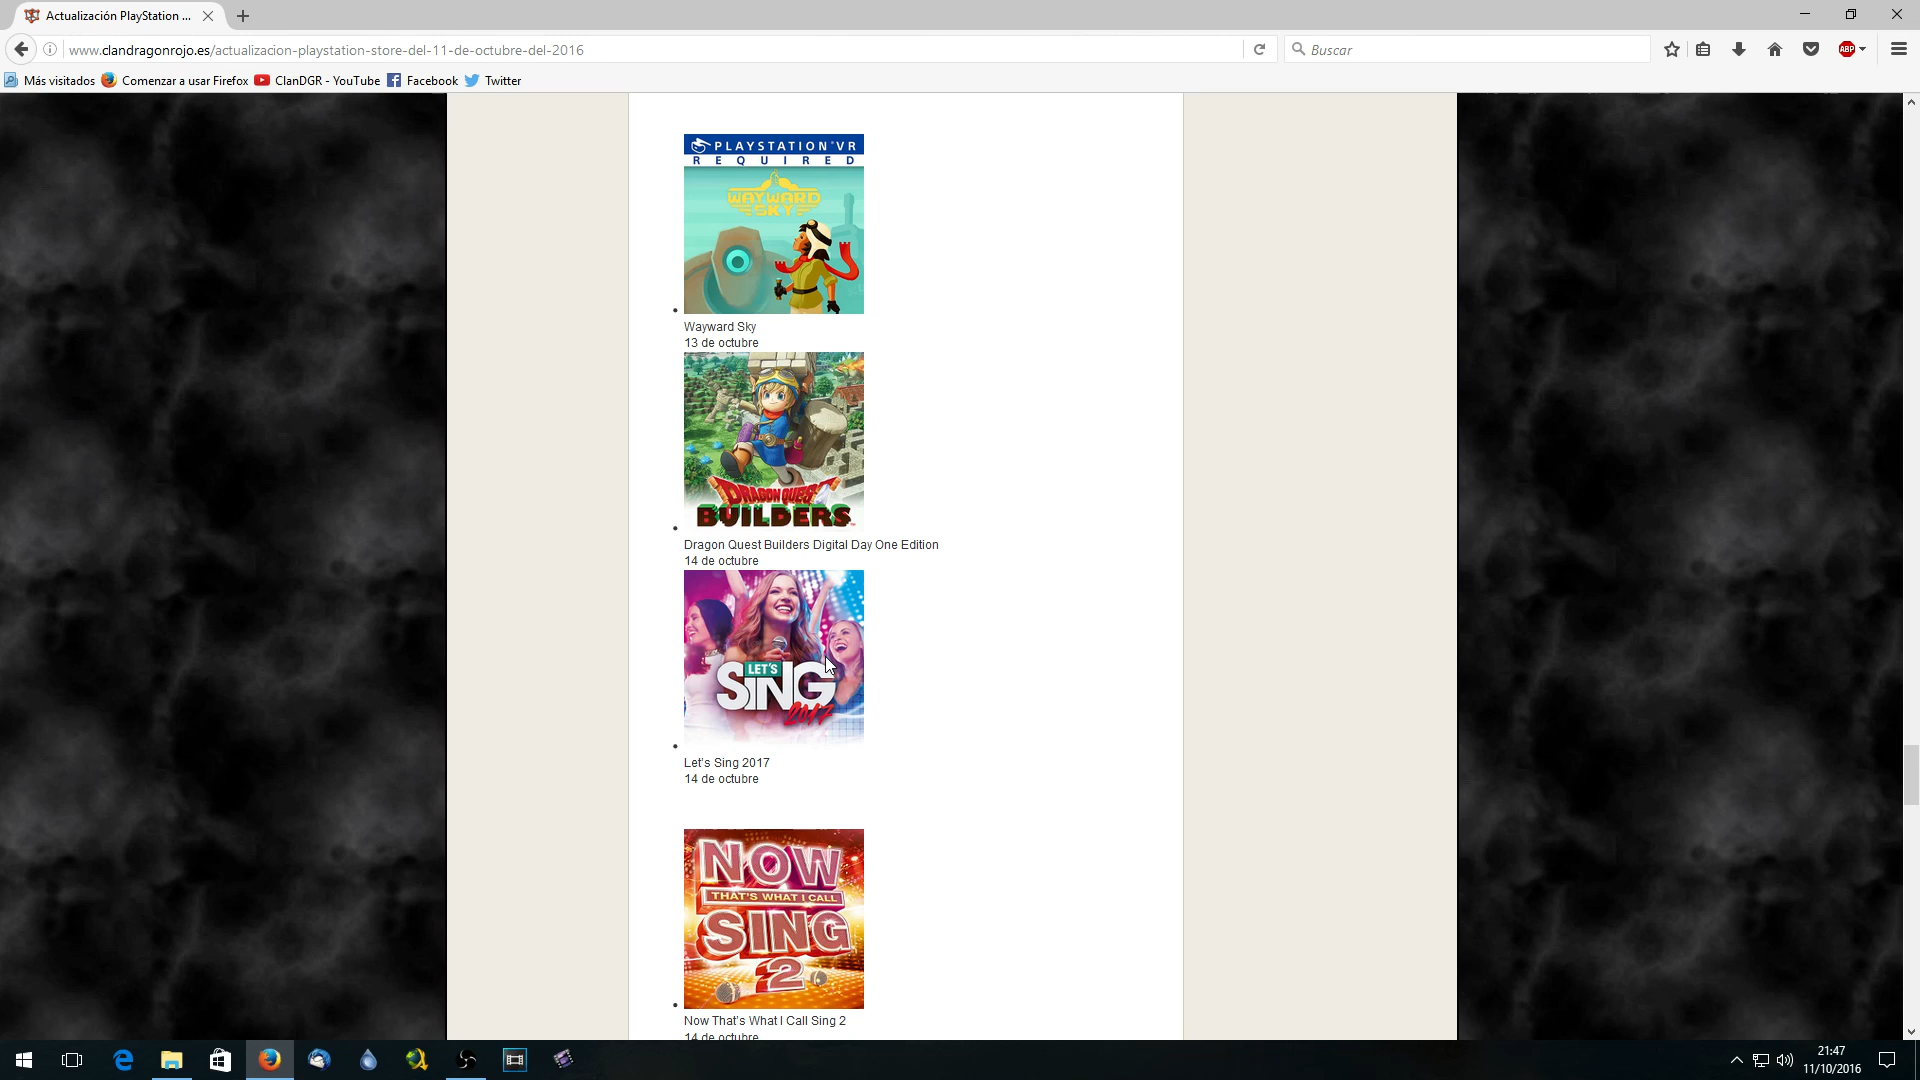 Actualización PlayStation ...
www.clandragonrojo.es/actualizacion-playstation-store-del-11-de-octubre-del-2016
Buscar
ABP
Más visitados
Comenzar a usar Firefox
ClanDGR - YouTube
Facebook
Twitter
PLAYSTATION®VR
REQUIRED
WAYWARD
SKY
Wayward Sky
13 de octubre
DRAGON QUEST
BUILDERS™
Dragon Quest Builders Digital Day One Edition
14 de octubre
LET'S
SING
2017
Let's Sing 2017
14 de octubre
NOW
THAT'S WHAT I CALL
SING
2
Now That's What I Call Sing 2
14 de octubre
21:47
11/10/2016